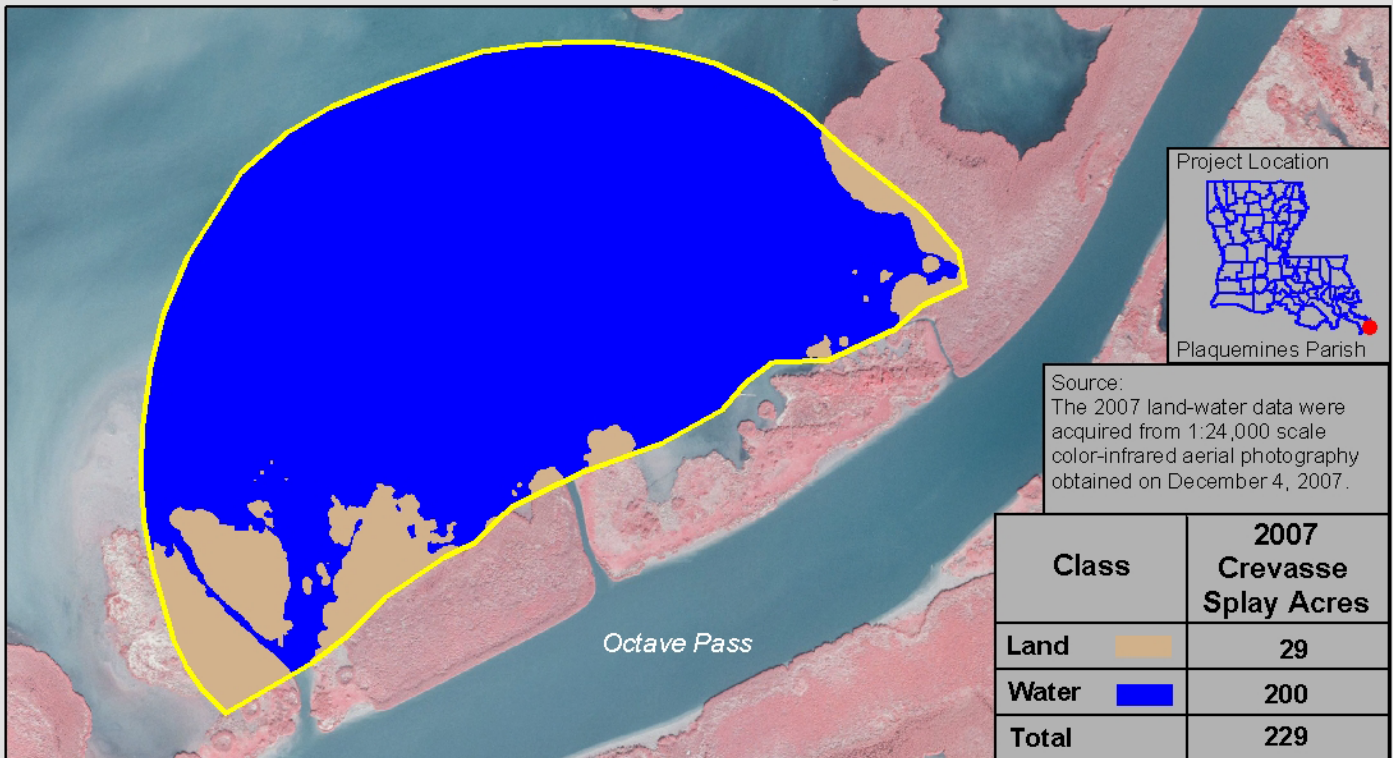 Project Location
Plaquemines Parish
Source:
The 2007 land-water data were
acquired from 1:24,000 scale
color-infrared aerial photography
obtained on December 4, 2007.
Class
2007
Crevasse
Splay Acres
Land 29
Water 200
Total 229
Octave Pass